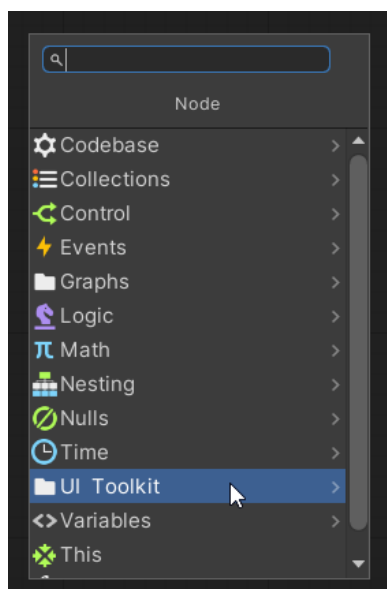 Node
Codebase
Collections
Control
Events
Graphs
Logic
Math
Nesting
Nulls
Time
UI Toolkit
Variables
This